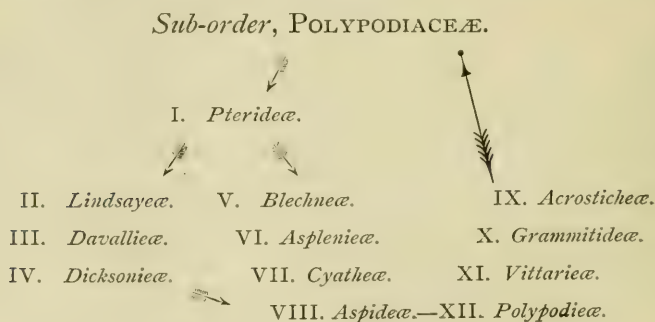 Sub-order, POLYPODIACEÆ.
I. Pterideæ.
II. Lindsayeæ. V. Blechneæ. IX. Acrosticheæ.
III. Davallieæ. VI. Asplenieæ. X. Grammitideæ.
IV. Dicksonieæ. VII. Cyatheæ. XI. Vittarieæ.
VIII. Aspideæ.—XII. Polypodieæ.